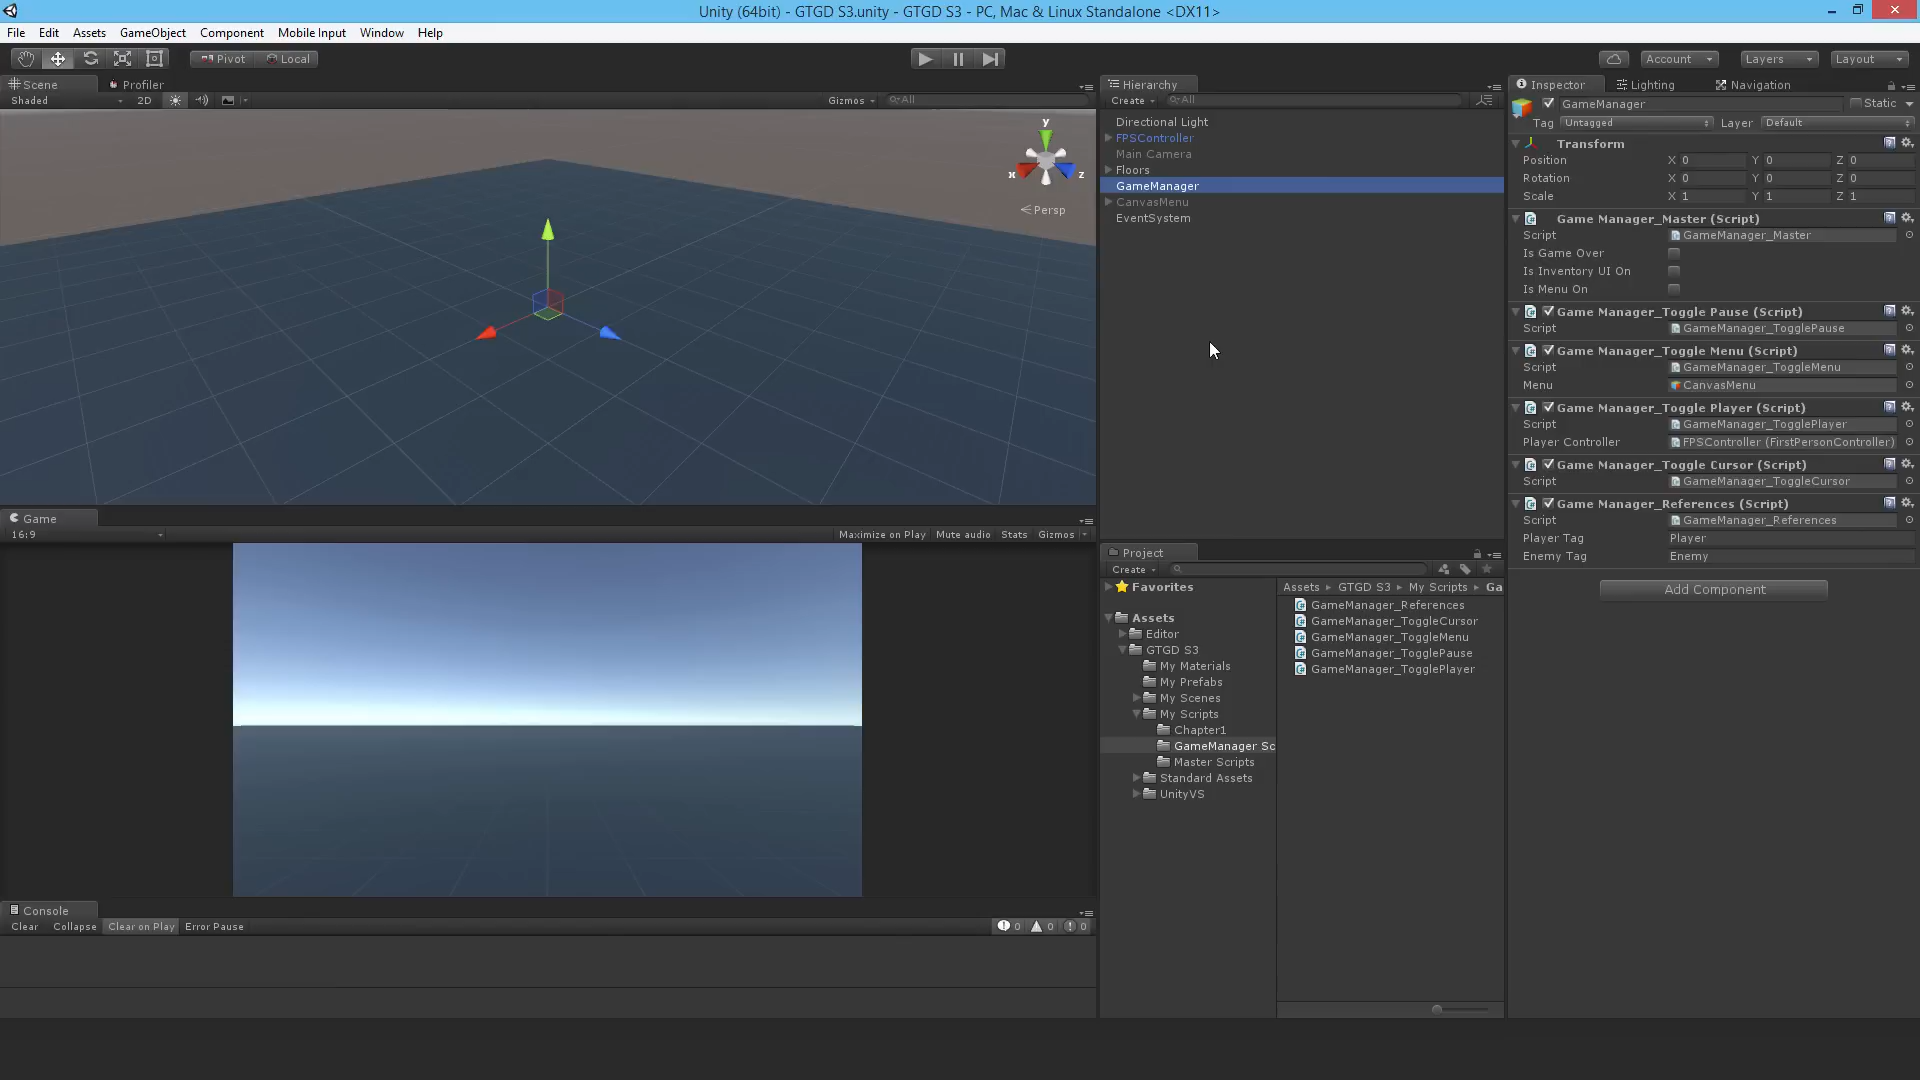 Unity (64bit) - GTGD S3.unity - GTGD S3 - PC, Mac & Linux Standalone <DX11>
File Edit Assets GameObject Component Mobile Input Window Help
Pivot Local
Account Layers Layout
Scene Profiler
Shaded 2D Gizmos All
y
x z
Persp
Game
16:9 Maximize on Play Mute audio Stats Gizmos
Console
Clear Collapse Clear on Play Error Pause 0 0 0
Hierarchy
Create All
Directional Light
FPSController
Main Camera
Floors
GameManager
CanvasMenu
EventSystem
Project
Create
Favorites
Assets
Editor
GTGD S3
My Materials
My Prefabs
My Scenes
My Scripts
Chapter1
GameManager Sc
Master Scripts
Standard Assets
UnityVS
Assets GTGD S3 My Scripts Ga
GameManager_References
GameManager_ToggleCursor
GameManager_ToggleMenu
GameManager_TogglePause
GameManager_TogglePlayer
Inspector Lighting Navigation
GameManager Static
Tag Untagged Layer Default
Transform
Position X 0 Y 0 Z 0
Rotation X 0 Y 0 Z 0
Scale X 1 Y 1 Z 1
Game Manager_Master (Script)
Script GameManager_Master
Is Game Over
Is Inventory UI On
Is Menu On
Game Manager_Toggle Pause (Script)
Script GameManager_TogglePause
Game Manager_Toggle Menu (Script)
Script GameManager_ToggleMenu
Menu CanvasMenu
Game Manager_Toggle Player (Script)
Script GameManager_TogglePlayer
Player Controller FPSController (FirstPersonController)
Game Manager_Toggle Cursor (Script)
Script GameManager_ToggleCursor
Game Manager_References (Script)
Script GameManager_References
Player Tag Player
Enemy Tag Enemy
Add Component